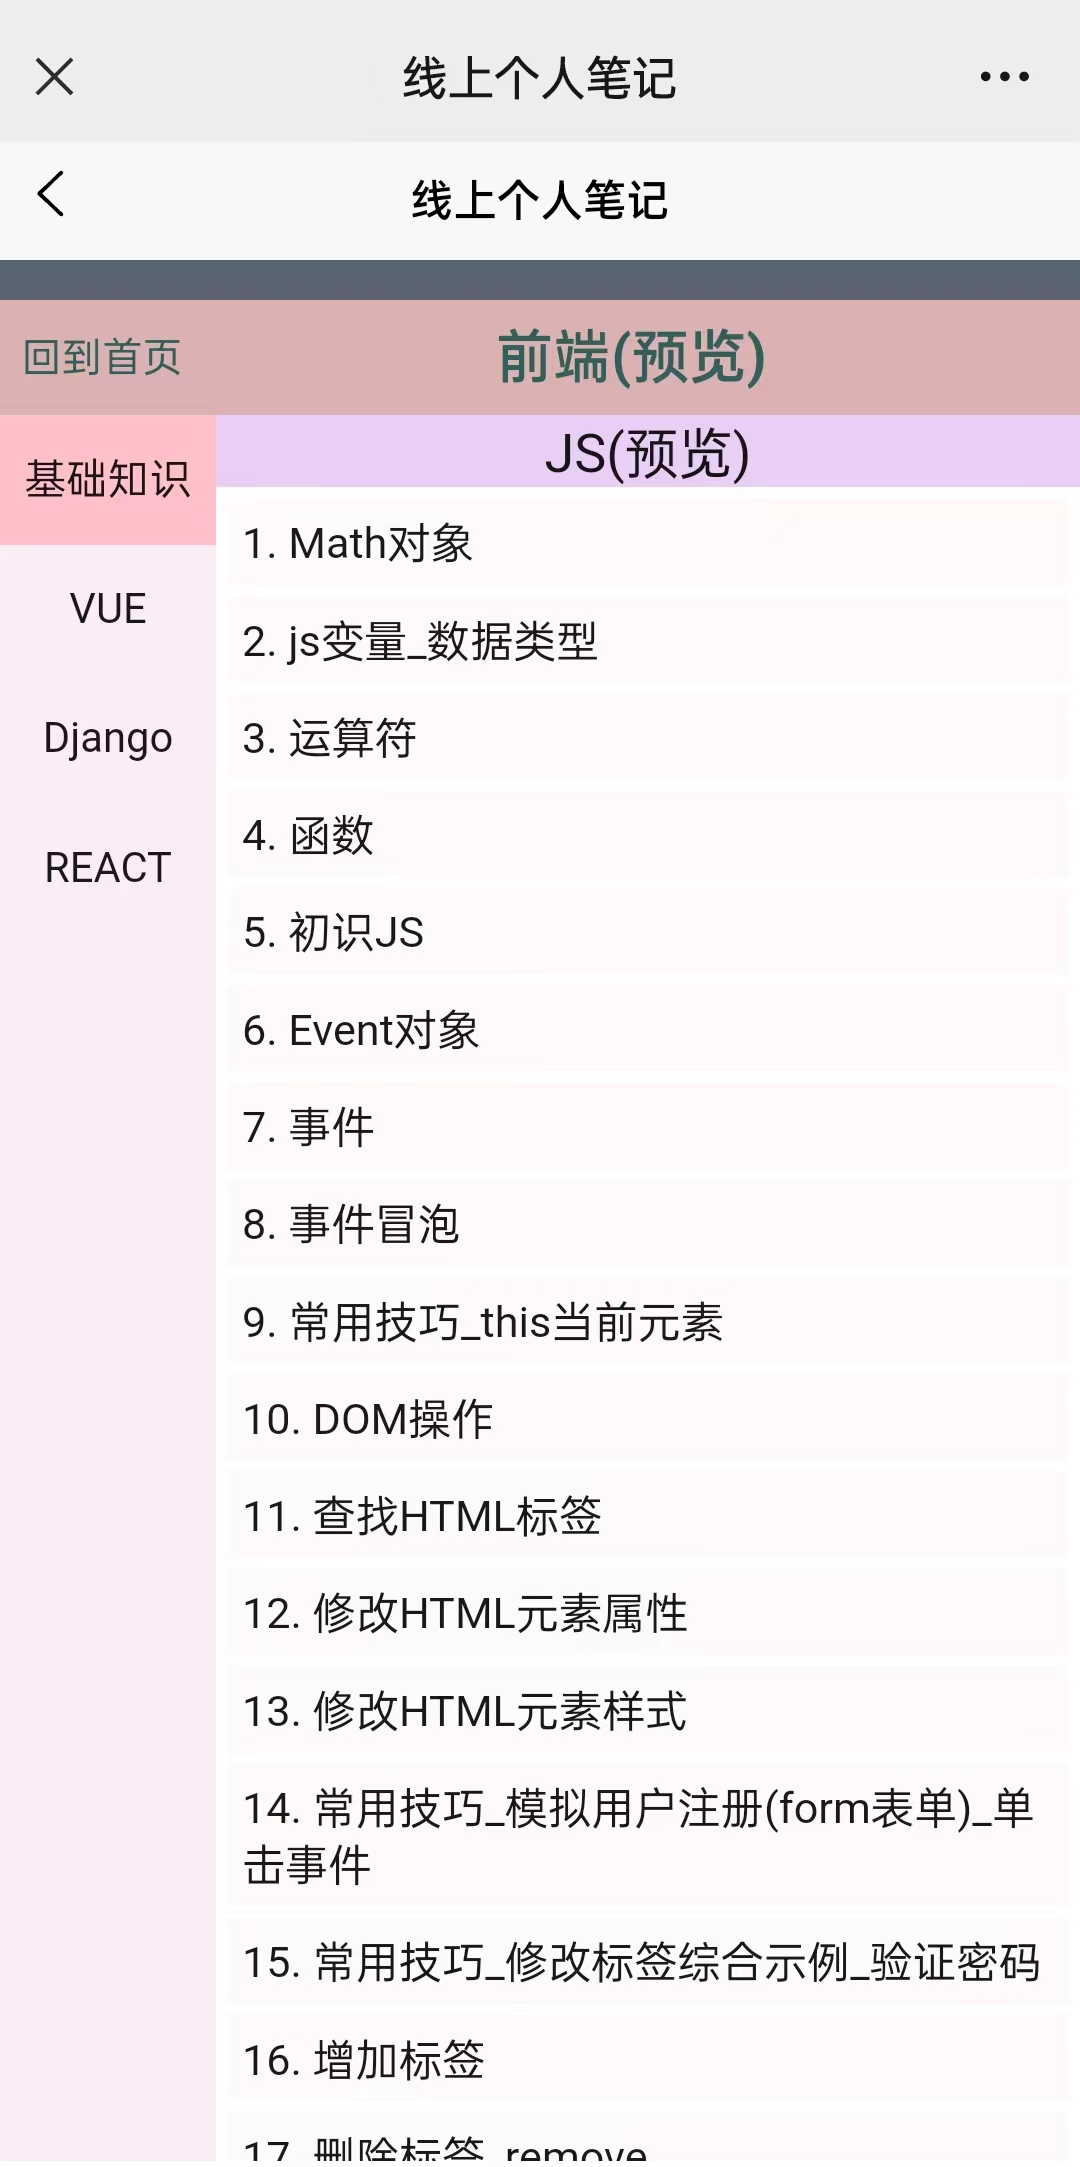 线上个人笔记
线上个人笔记
回到首页
前端(预览)
基础知识
VUE
Django
REACT
JS(预览)
1. Math对象
2. js变量_数据类型
3. 运算符
4. 函数
5. 初识JS
6. Event对象
7. 事件
8. 事件冒泡
9. 常用技巧_this当前元素
10. DOM操作
11. 查找HTML标签
12. 修改HTML元素属性
13. 修改HTML元素样式
14. 常用技巧_模拟用户注册(form表单)_单
击事件
15. 常用技巧_修改标签综合示例_验证密码
16. 增加标签
17. 删除标签_remove